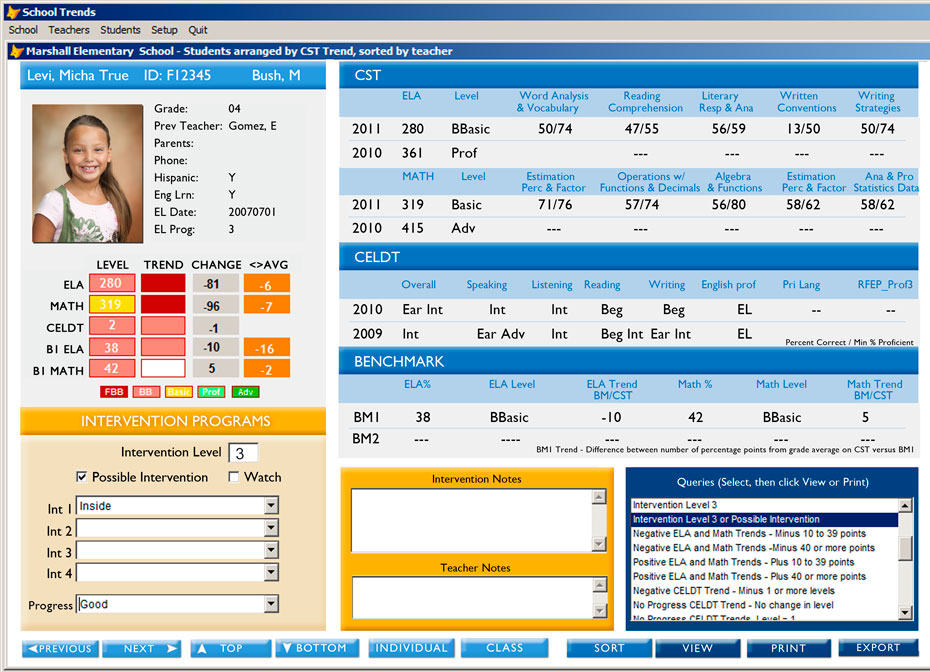 School Trends
School Teachers Students Setup Quit
Marshall Elementary School - Students arranged by CST Trend, sorted by teacher
Levi, Micha True ID: F12345 Bush, M
Grade: 04
Prev Teacher: Gomez, E
Parents:
Phone:
Hispanic: Y
Eng Lrn: Y
EL Date: 20070701
EL Prog: 3
LEVEL TREND CHANGE <>AVG
ELA 280 -81 -6
MATH 319 -96 -7
CELDT 2 -1
B1 ELA 38 -10 -16
B1 MATH 42 5 -2
FBB BB Basic Prof Adv
INTERVENTION PROGRAMS
Intervention Level 3
Possible Intervention Watch
Int 1 Inside
Int 2
Int 3
Int 4
Progress Good
CST
ELA Level Word Analysis & Vocabulary Reading Comprehension Literary Resp & Ana Written Conventions Writing Strategies
2011 280 BBasic 50/74 47/55 56/59 13/50 50/74
2010 361 Prof --- --- --- ---
MATH Level Estimation Perc & Factor Operations w/ Functions & Decimals Algebra & Functions Estimation Perc & Factor Ana & Pro Statistics Data
2011 319 Basic 71/76 57/74 56/80 58/62 58/62
2010 415 Adv --- --- --- --- ---
CELDT
Overall Speaking Listening Reading Writing English prof Pri Lang RFEP_Prof3
2010 Ear Int Int Int Beg Beg EL -- --
2009 Int Ear Adv Int Beg Int Ear Int EL
Percent Correct / Min % Proficient
BENCHMARK
ELA% ELA Level ELA Trend BM/CST Math % Math Level Math Trend BM/CST
BM1 38 BBasic -10 42 BBasic 5
BM2 --- ---- --- --- --- ---
BM1 Trend - Difference between number of percentage points from grade average on CST versus BM1
Intervention Notes
Teacher Notes
Queries (Select, then click View or Print)
Intervention Level 3
Intervention Level 3 or Possible Intervention
Negative ELA and Math Trends - Minus 10 to 39 points
Negative ELA and Math Trends -Minus 40 or more points
Positive ELA and Math Trends - Plus 10 to 39 points
Positive ELA and Math Trends - Plus 40 or more points
Negative CELDT Trend - Minus 1 or more levels
No Progress CELDT Trend - No change in level
No Progress CELDT Trends, Level = 1
PREVIOUS NEXT TOP BOTTOM INDIVIDUAL CLASS SORT VIEW PRINT EXPORT